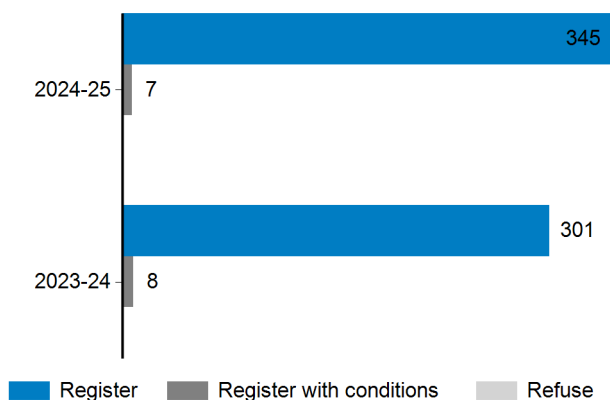 345
2024-25
7
301
2023-24
8
Register
Register with conditions
Refuse